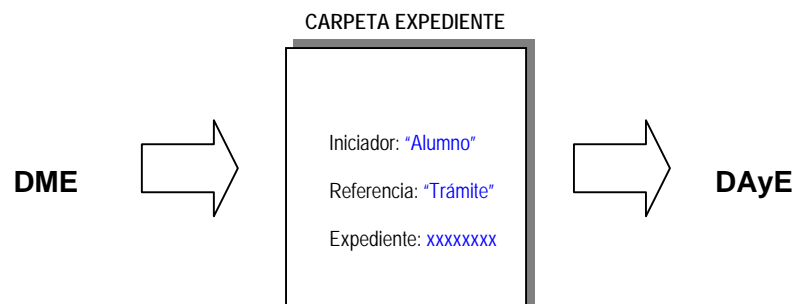 CARPETA EXPEDIENTE
Iniciador: “Alumno”
DME
Referencia: “Trámite”
DAyE
Expediente: xxxxxxxx